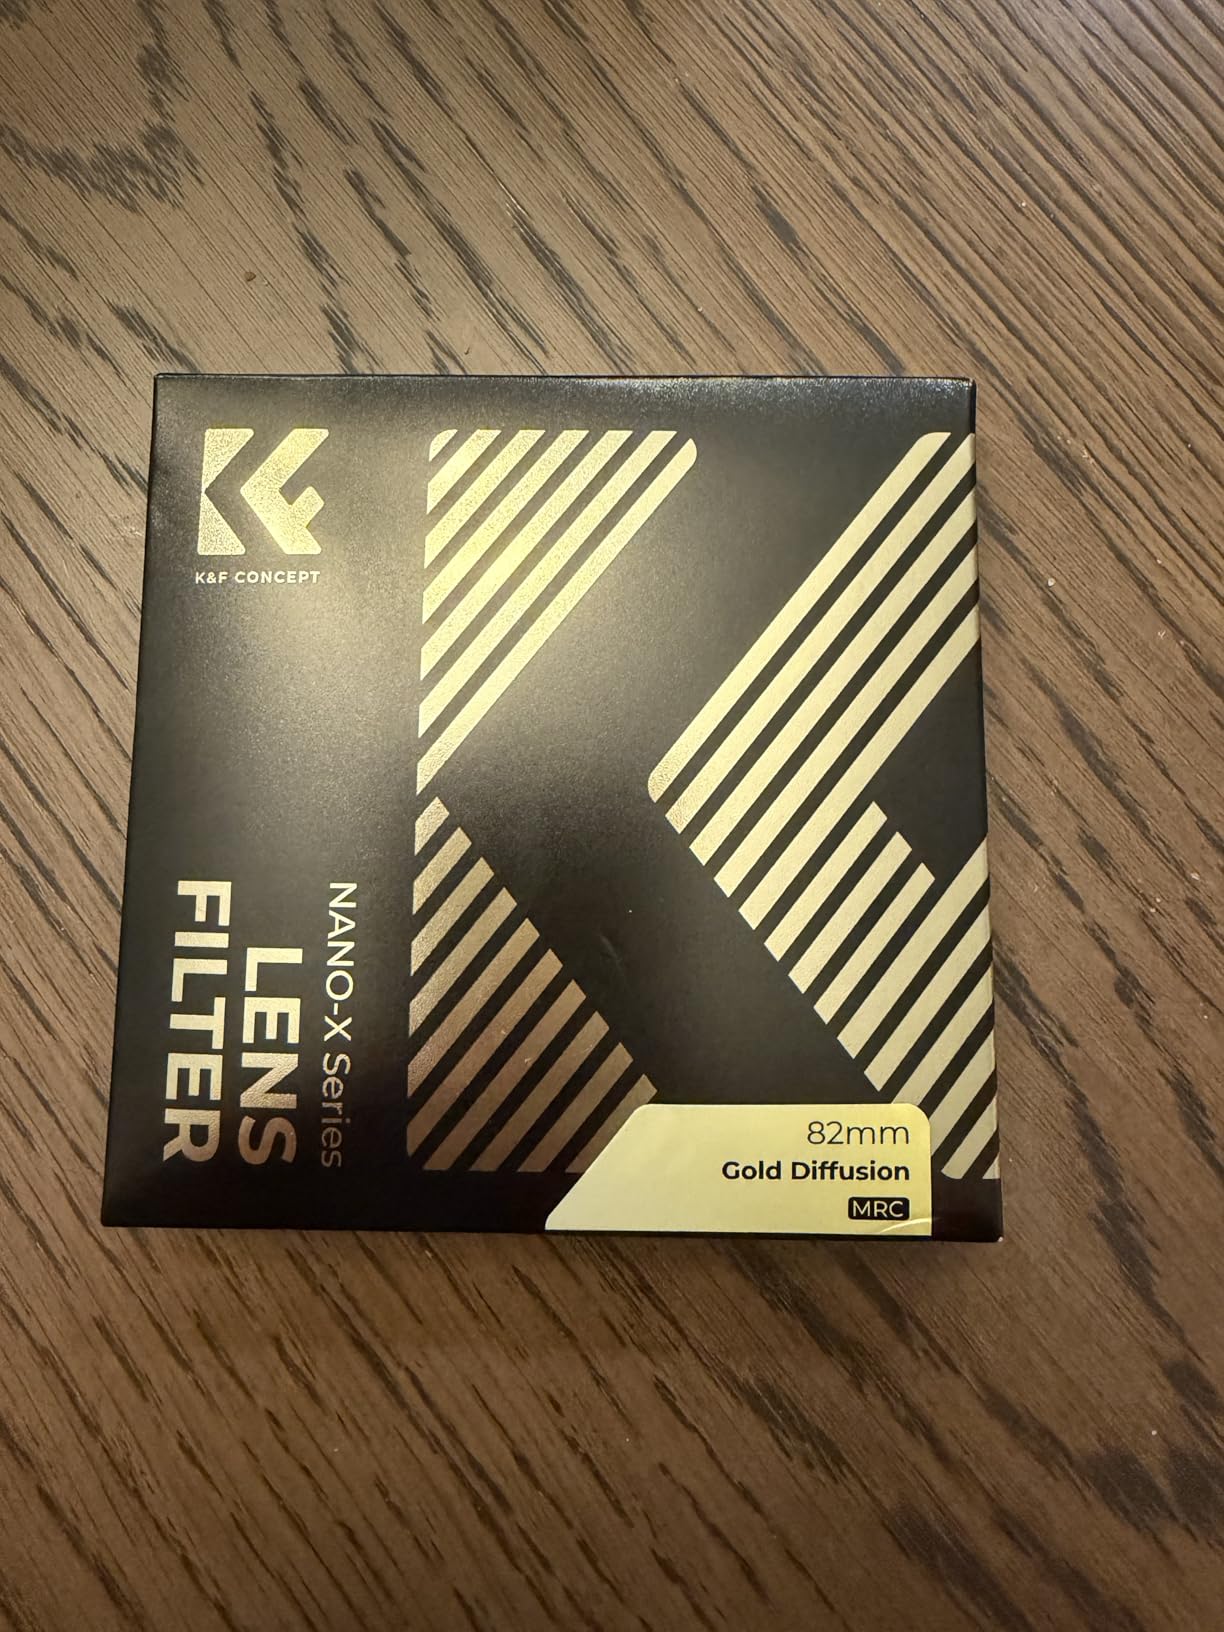 K&F CONCEPT
NANO-X Series
LENS
FILTER
82mm
Gold Diffusion
MRC